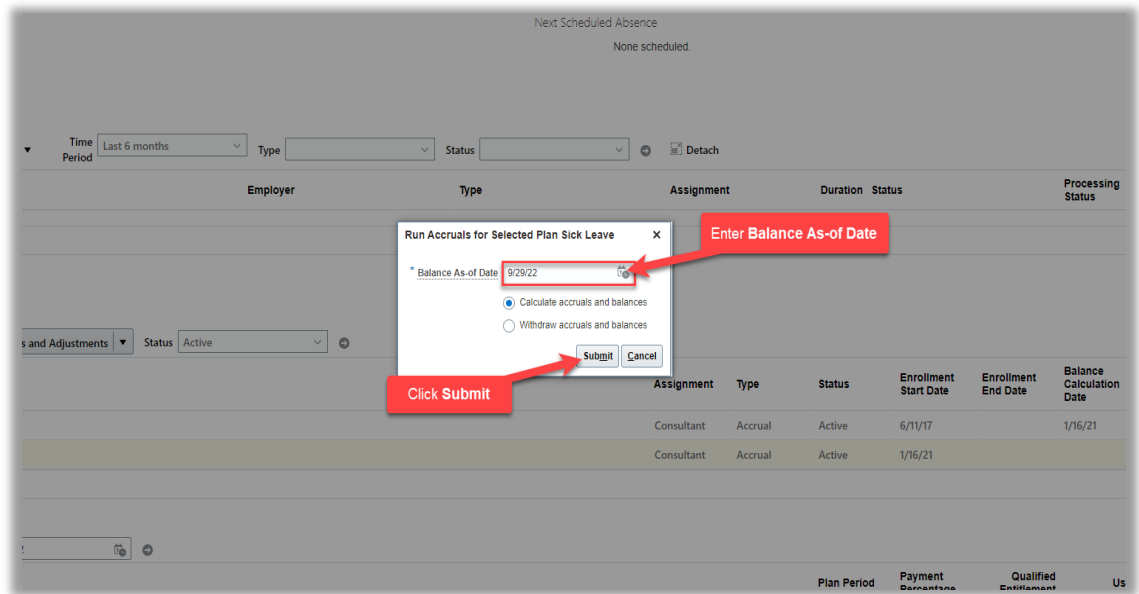 Next Scheduled Absence
None scheduled.
Time Period Last 6 months Type Status Detach
Employer Type Assignment Duration Status Processing Status
Run Accruals for Selected Plan Sick Leave X
Enter Balance As-of Date
* Balance As-of Date 9/29/22
Calculate accruals and balances
Withdraw accruals and balances
s and Adjustments Status Active
Submit Cancel
Click Submit
Assignment Type Status Enrollment Start Date Enrollment End Date Balance Calculation Date
Consultant Accrual Active 6/11/17 1/16/21
Consultant Accrual Active 1/16/21
Plan Period Payment Percentage Qualified Entitlement Us